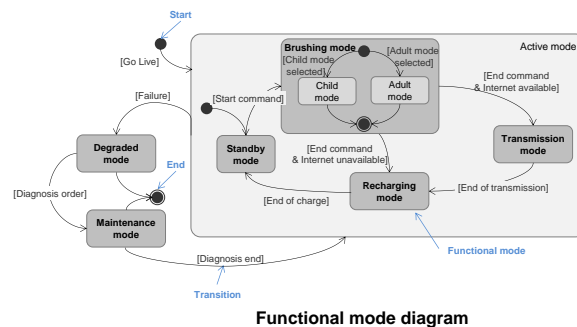 Start
[Go Live]
Active mode
Brushing mode
[Child mode
selected]
[Adult mode
selected]
Child
mode
Adult
mode
[End command
& Internet available]
[Failure]
[Start command]
Degraded
mode
Standby
mode
[End command
& Internet unavailable]
Transmission
mode
End
[Diagnosis order]
Recharging
mode
[End of transmission]
[End of charge]
Maintenance
mode
[Diagnosis end]
Functional mode
Transition
Functional mode diagram